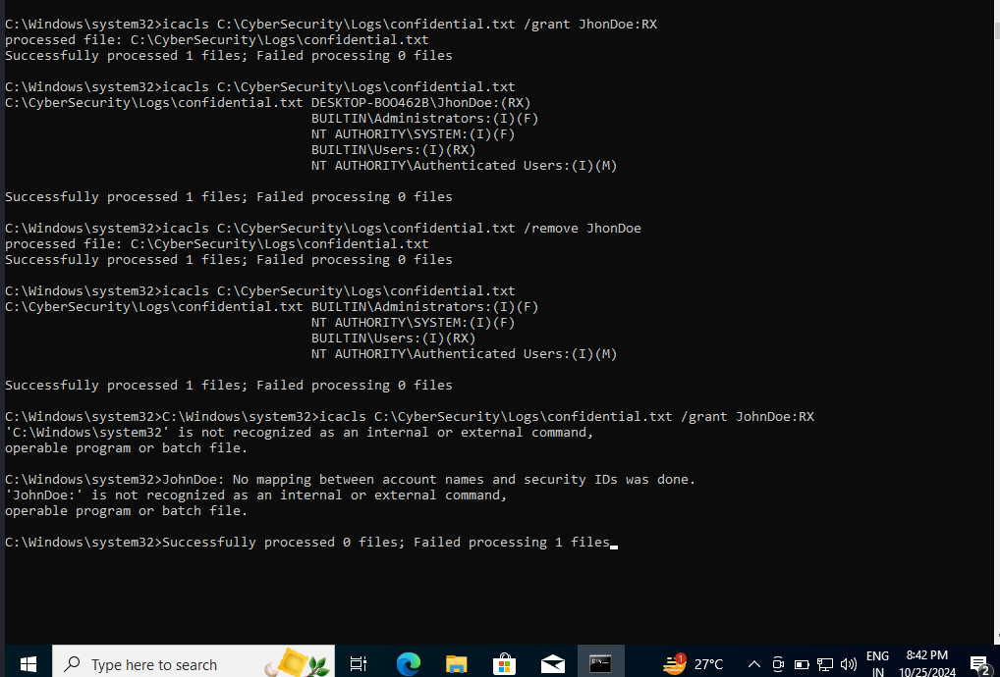 C:\Windows\system32>icacls C:\CyberSecurity\Logs\confidential.txt /grant JhonDoe:RX
processed file: C:\CyberSecurity\Logs\confidential.txt
Successfully processed 1 files; Failed processing 0 files
C:\Windows\system32>icacls C:\CyberSecurity\Logs\confidential.txt
C:\CyberSecurity\Logs\confidential.txt DESKTOP-BOO462B\JhonDoe:(RX)
BUILTIN\Administrators:(I)(F)
NT AUTHORITY\SYSTEM:(I)(F)
BUILTIN\Users:(I)(RX)
NT AUTHORITY\Authenticated Users:(I)(M)
Successfully processed 1 files; Failed processing 0 files
C:\Windows\system32>icacls C:\CyberSecurity\Logs\confidential.txt /remove JhonDoe
processed file: C:\CyberSecurity\Logs\confidential.txt
Successfully processed 1 files; Failed processing 0 files
C:\Windows\system32>icacls C:\CyberSecurity\Logs\confidential.txt
C:\CyberSecurity\Logs\confidential.txt BUILTIN\Administrators:(I)(F)
NT AUTHORITY\SYSTEM:(I)(F)
BUILTIN\Users:(I)(RX)
NT AUTHORITY\Authenticated Users:(I)(M)
Successfully processed 1 files; Failed processing 0 files
C:\Windows\system32>C:\Windows\system32>icacls C:\CyberSecurity\Logs\confidential.txt /grant JohnDoe:RX
'C:\Windows\system32' is not recognized as an internal or external command,
operable program or batch file.
C:\Windows\system32>JohnDoe: No mapping between account names and security IDs was done.
'JohnDoe:' is not recognized as an internal or external command,
operable program or batch file.
C:\Windows\system32>Successfully processed 0 files; Failed processing 1 files
Type here to search
1
27°C
ENG
IN
8:42 PM
10/25/2024
2